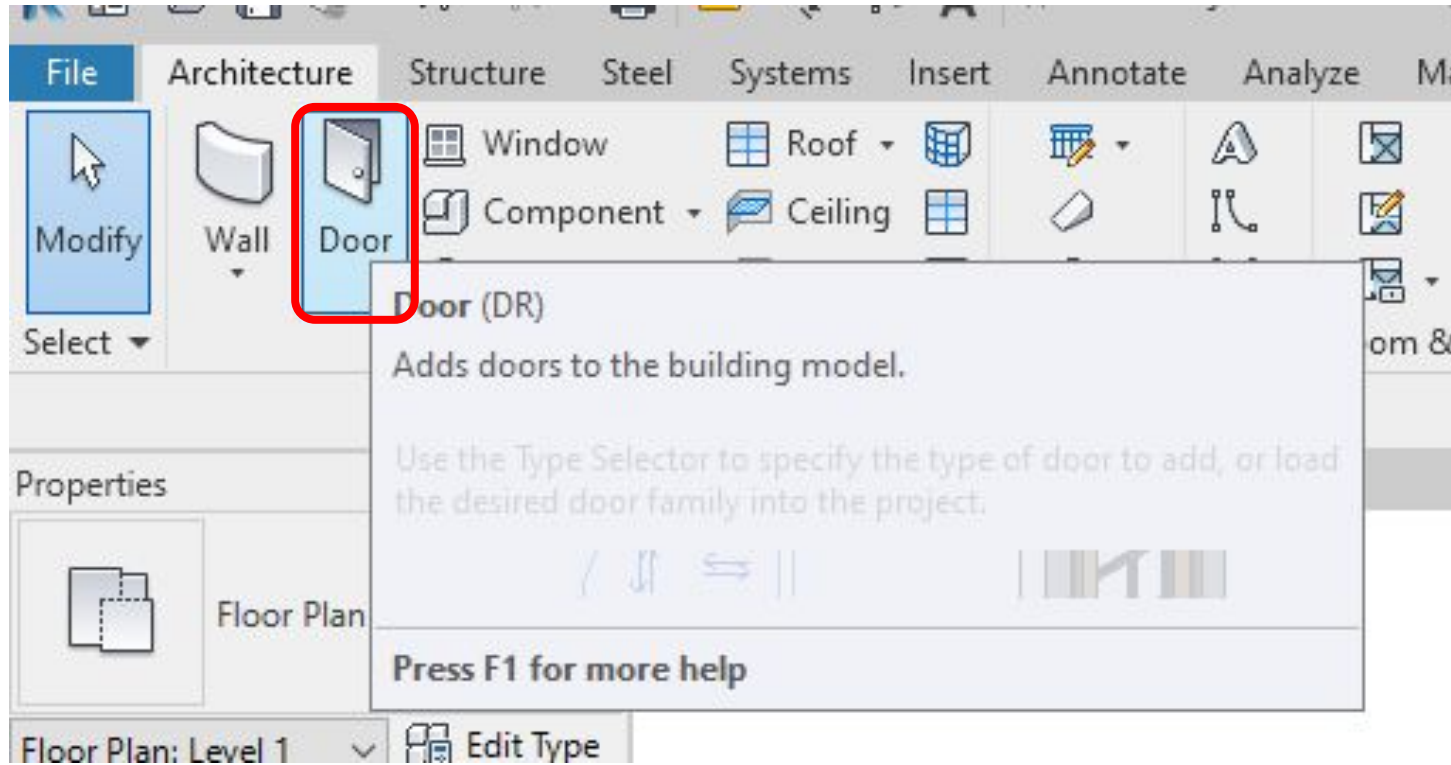 File Architecture Structure Steel Systems Insert Annotate Analyze
Modify Wall Door Window Roof
Component Ceiling
Select
Door (DR)
Adds doors to the building model.
Use the Type Selector to specify the type of door to add, or load
the desired door family into the project.
Press F1 for more help
Properties
Floor Plan
Floor Plan: Level 1 Edit Type